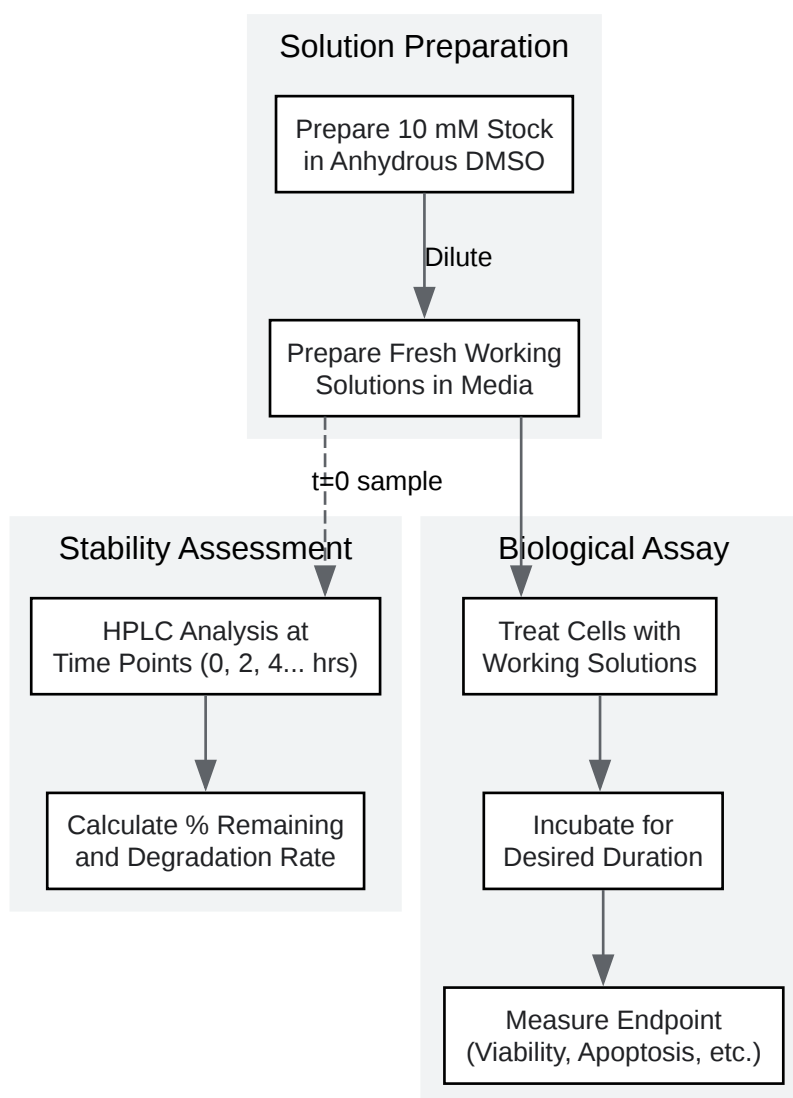 Solution Preparation
Prepare 10 mM Stock
in Anhydrous DMSO
Dilute
Prepare Fresh Working
Solutions in Media
t=0 sample
Stability Assessment
HPLC Analysis at
Time Points (0, 2, 4... hrs)
Calculate % Remaining
and Degradation Rate
Biological Assay
Treat Cells with
Working Solutions
Incubate for
Desired Duration
Measure Endpoint
(Viability, Apoptosis, etc.)